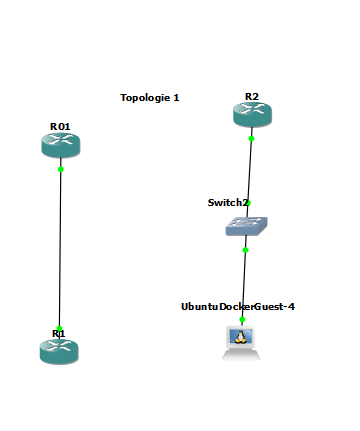 Topologie 1
R2
R01
Switch2
UbuntuDockerGuest-4
R1